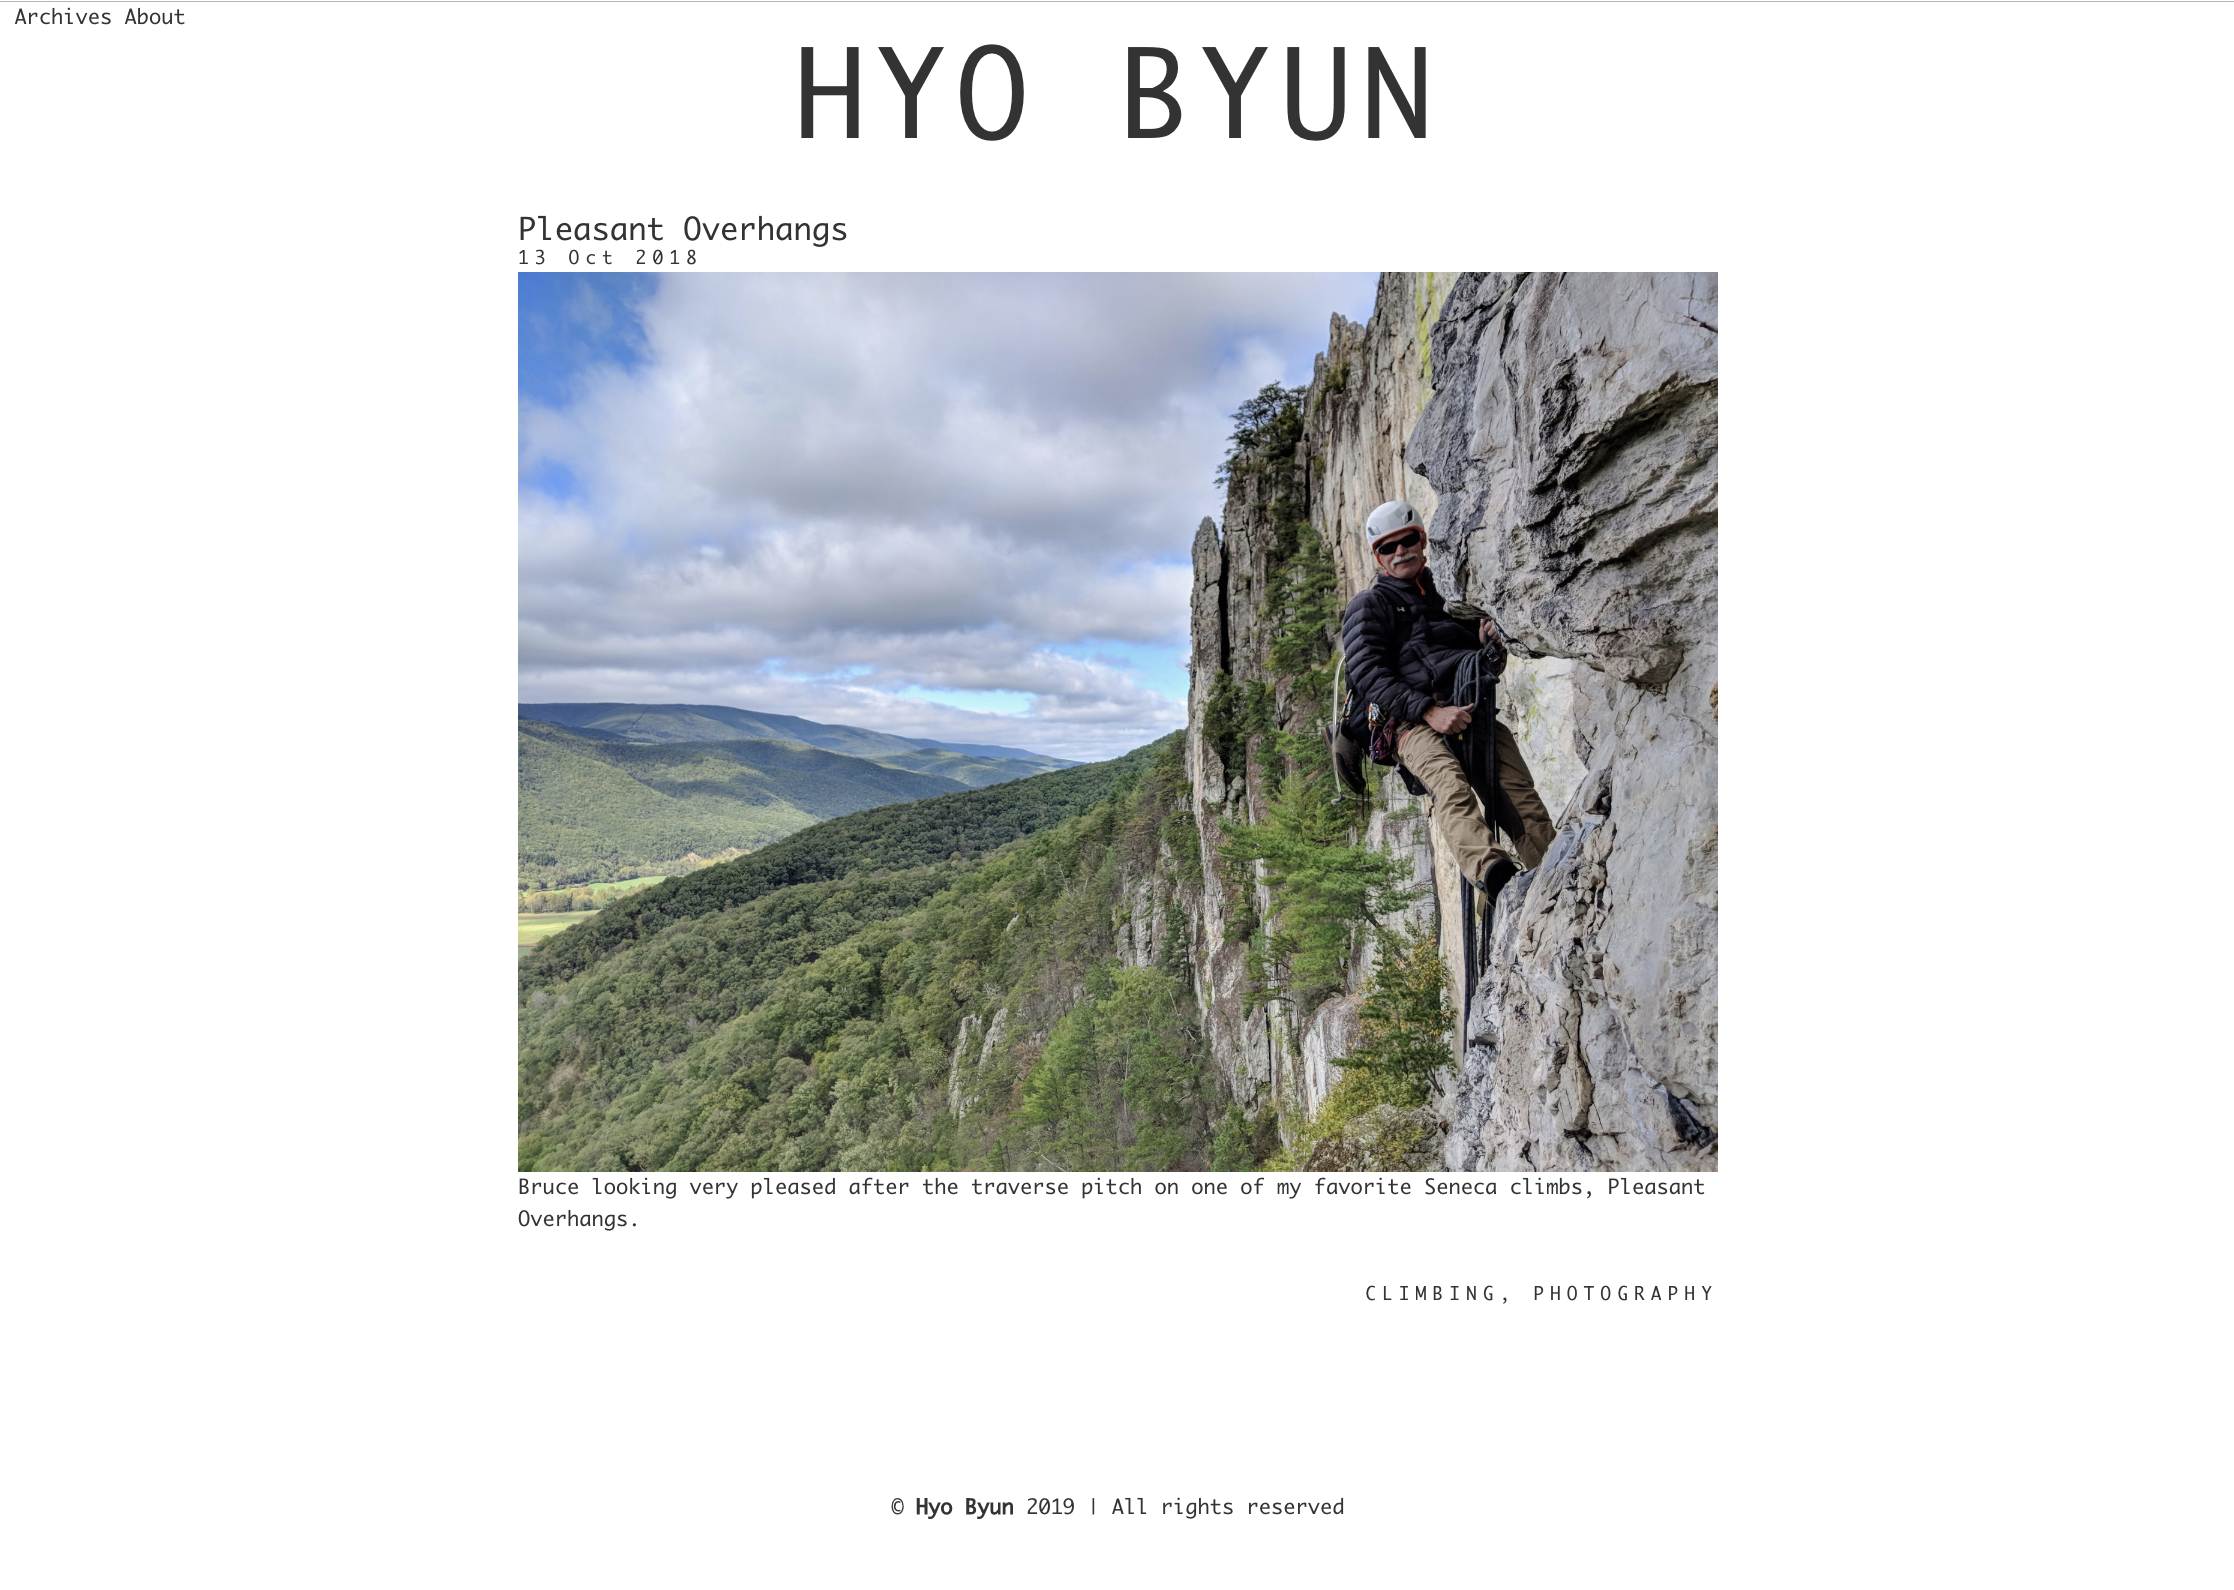 Archives About
HYO BYUN
Pleasant Overhangs
13 Oct 2018
Bruce looking very pleased after the traverse pitch on one of my favorite Seneca climbs, Pleasant
Overhangs.
CLIMBING, PHOTOGRAPHY
© Hyo Byun 2019 | All rights reserved